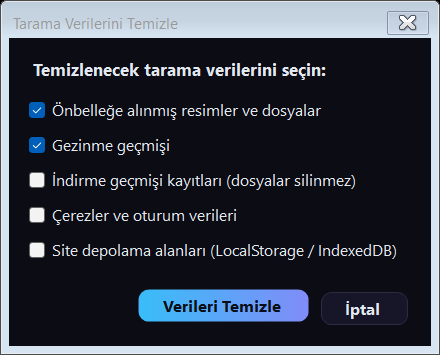 Tarama Verilerini Temizle
Temizlenecek tarama verilerini seçin:
Önbelleğe alınmış resimler ve dosyalar
Gezinme geçmişi
İndirme geçmişi kayıtları (dosyalar silinmez)
Çerezler ve oturum verileri
Site depolama alanları (LocalStorage / IndexedDB)
Verileri Temizle
İptal